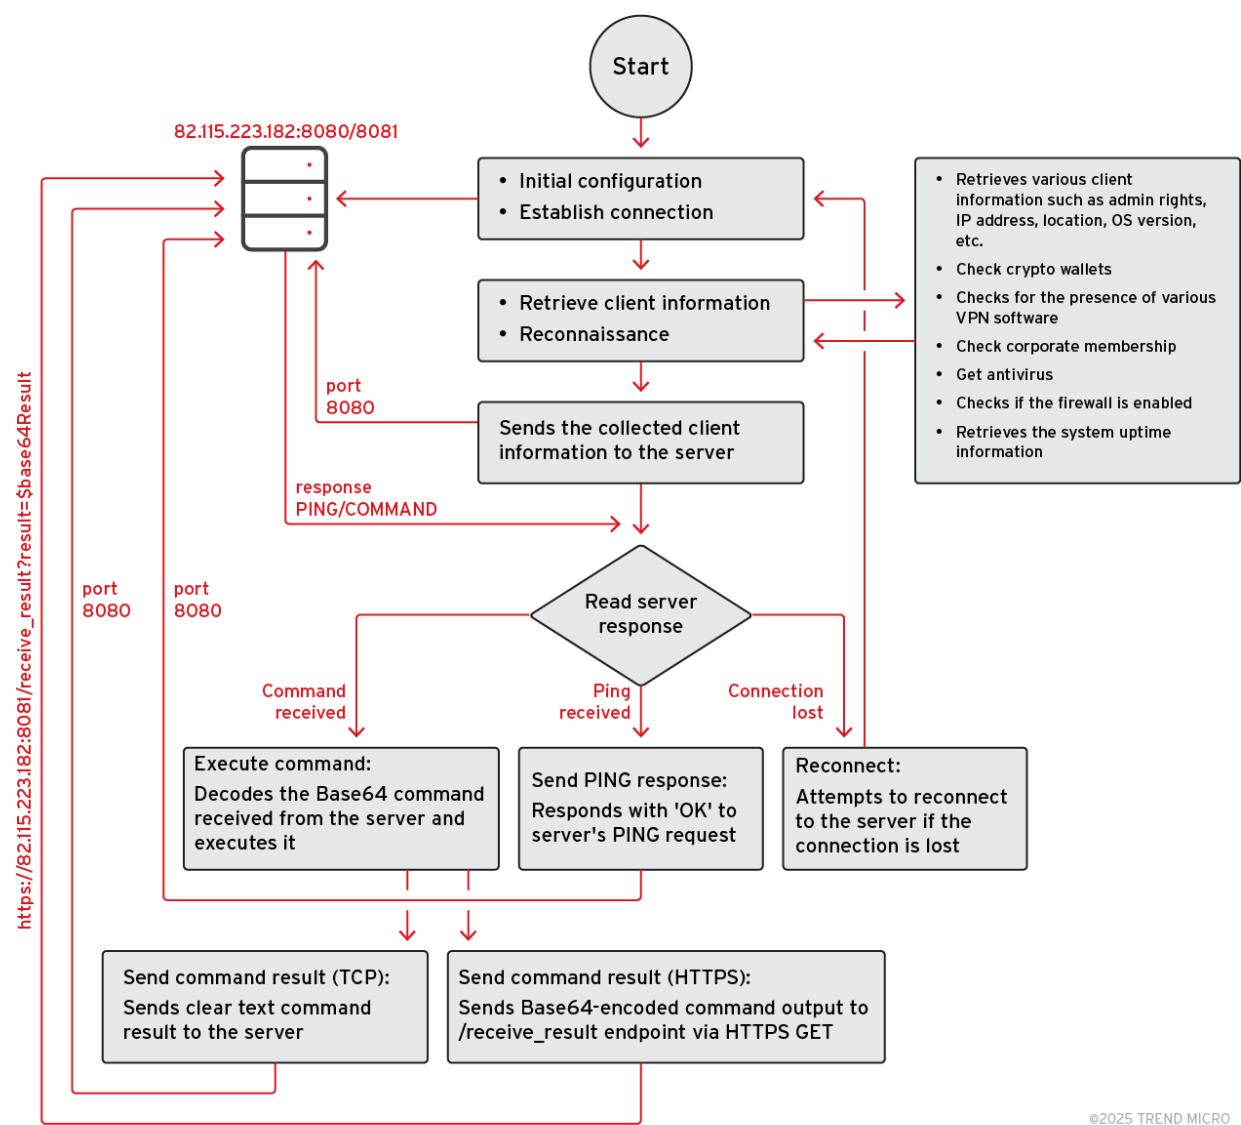 Start
82.115.223.182:8080/8081
• Initial configuration
• Establish connection
• Retrieves various client
information such as admin rights,
IP address, location, OS version,
etc.
• Check crypto wallets
• Checks for the presence of various
VPN software
• Check corporate membership
• Get antivirus
• Checks if the firewall is enabled
• Retrieves the system uptime
information
• Retrieve client information
• Reconnaissance
port
8080
Sends the collected client
information to the server
response
PING/COMMAND
https://82.115.223.182:8081/receive_result?result=$base64Result
port
8080
port
8080
Read server
response
Command
received
Ping
received
Connection
lost
Execute command:
Decodes the Base64 command
received from the server and
executes it
Send PING response:
Responds with 'OK' to
server's PING request
Reconnect:
Attempts to reconnect
to the server if the
connection is lost
Send command result (TCP):
Sends clear text command
result to the server
Send command result (HTTPS):
Sends Base64-encoded command output to
/receive_result endpoint via HTTPS GET
©2025 TREND MICRO